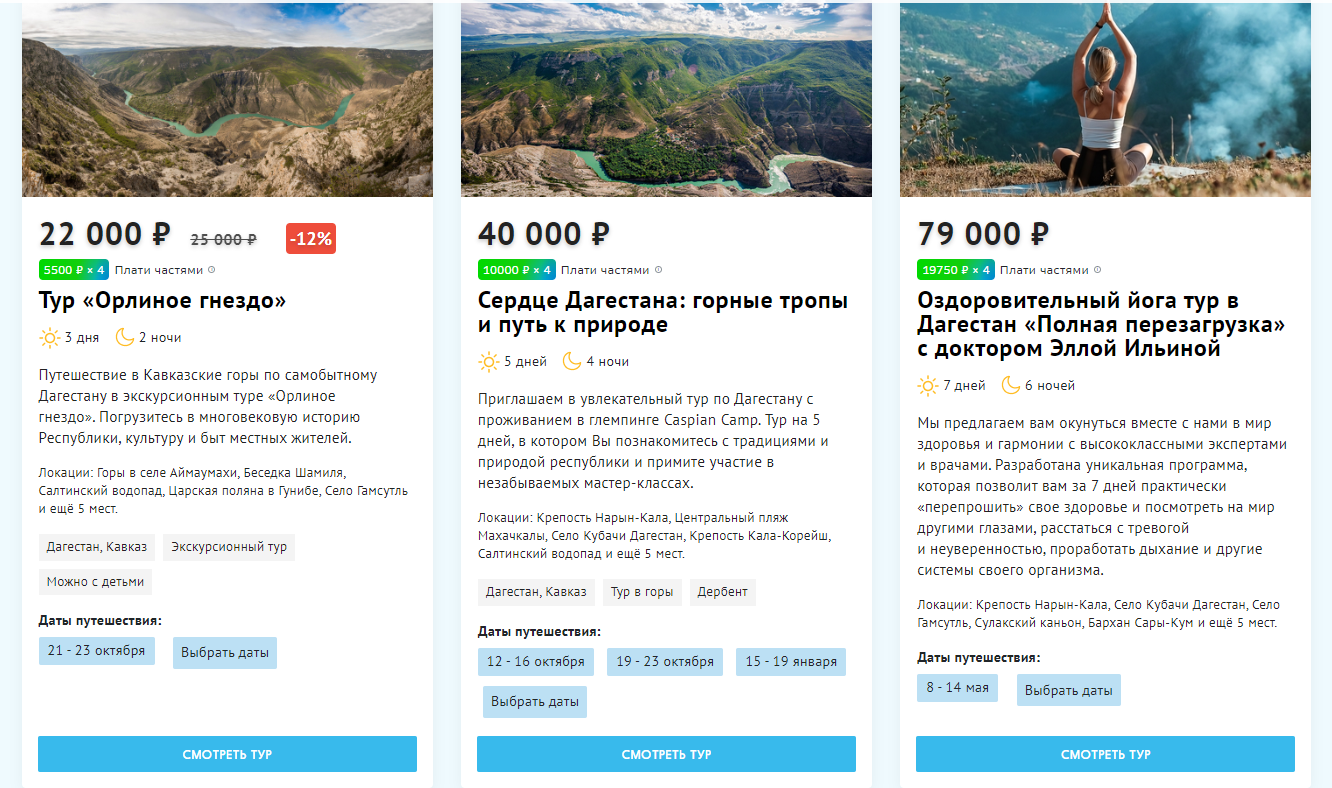 22 000 ₽ 25 000 ₽ -12%
5500 ₽ × 4 Плати частями
Тур «Орлиное гнездо»
3 дня 2 ночи
Путешествие в Кавказские горы по самобытному
Дагестану в экскурсионным туре «Орлиное
гнездо». Погрузитесь в многовековую историю
Республики, культуру и быт местных жителей.
Локации: Горы в селе Аймаумахи, Беседка Шамиля,
Салтинский водопад, Царская поляна в Гунибе, Село Гамсутль
и ещё 5 мест.
Дагестан, Кавказ Экскурсионный тур
Можно с детьми
Даты путешествия:
21 - 23 октября Выбрать даты
СМОТРЕТЬ ТУР
40 000 ₽
10000 ₽ × 4 Плати частями
Сердце Дагестана: горные тропы
и путь к природе
5 дней 4 ночи
Приглашаем в увлекательный тур по Дагестану с
проживанием в глемпинге Caspian Camp. Тур на 5
дней, в котором Вы познакомитесь с традициями и
природой республики и примите участие в
незабываемых мастер-классах.
Локации: Крепость Нарын-Кала, Центральный пляж
Махачкалы, Село Кубачи Дагестан, Крепость Кала-Корейш,
Салтинский водопад и ещё 5 мест.
Дагестан, Кавказ Тур в горы Дербент
Даты путешествия:
12 - 16 октября 19 - 23 октября 15 - 19 января
Выбрать даты
СМОТРЕТЬ ТУР
79 000 ₽
19750 ₽ × 4 Плати частями
Оздоровительный йога тур в
Дагестан «Полная перезагрузка»
с доктором Эллой Ильиной
7 дней 6 ночей
Мы предлагаем вам окунуться вместе с нами в мир
здоровья и гармонии с высококлассными экспертами
и врачами. Разработана уникальная программа,
которая позволит вам за 7 дней практически
«перепрошить» свое здоровье и посмотреть на мир
другими глазами, расстаться с тревогой
и неуверенностью, проработать дыхание и другие
системы своего организма.
Локации: Крепость Нарын-Кала, Село Кубачи Дагестан, Село
Гамсутль, Сулакский каньон, Бархан Сары-Кум и ещё 5 мест.
Даты путешествия:
8 - 14 мая Выбрать даты
СМОТРЕТЬ ТУР